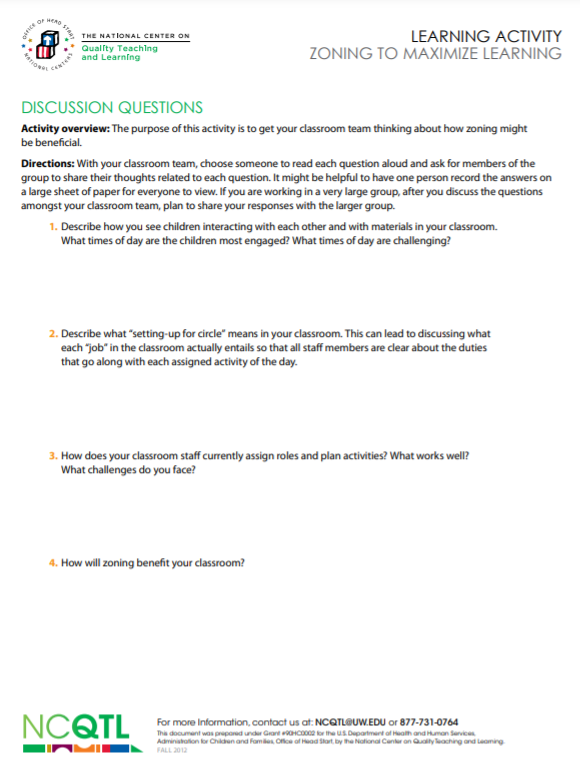 OFFICE OF HEAD START
NATIONAL CENTERS
THE NATIONAL CENTER ON
Quality Teaching
and Learning
LEARNING ACTIVITY
ZONING TO MAXIMIZE LEARNING
DISCUSSION QUESTIONS
Activity overview: The purpose of this activity is to get your classroom team thinking about how zoning might
be beneficial.
Directions: With your classroom team, choose someone to read each question aloud and ask for members of the
group to share their thoughts related to each question. It might be helpful to have one person record the answers on
a large sheet of paper for everyone to view. If you are working in a very large group, after you discuss the questions
amongst your classroom team, plan to share your responses with the larger group.
1. Describe how you see children interacting with each other and with materials in your classroom.
What times of day are the children most engaged? What times of day are challenging?
2. Describe what “setting-up for circle” means in your classroom. This can lead to discussing what
each “job” in the classroom actually entails so that all staff members are clear about the duties
that go along with each assigned activity of the day.
3. How does your classroom staff currently assign roles and plan activities? What works well?
What challenges do you face?
4. How will zoning benefit your classroom?
NCQTL
For more Information, contact us at: NCQTL@UW.EDU or 877-731-0764
This document was prepared under Grant #90HC0002 for the U.S. Department of Health and Human Services,
Administration for Children and Families, Office of Head Start, by the National Center on Quality Teaching and Learning.
FALL 2012